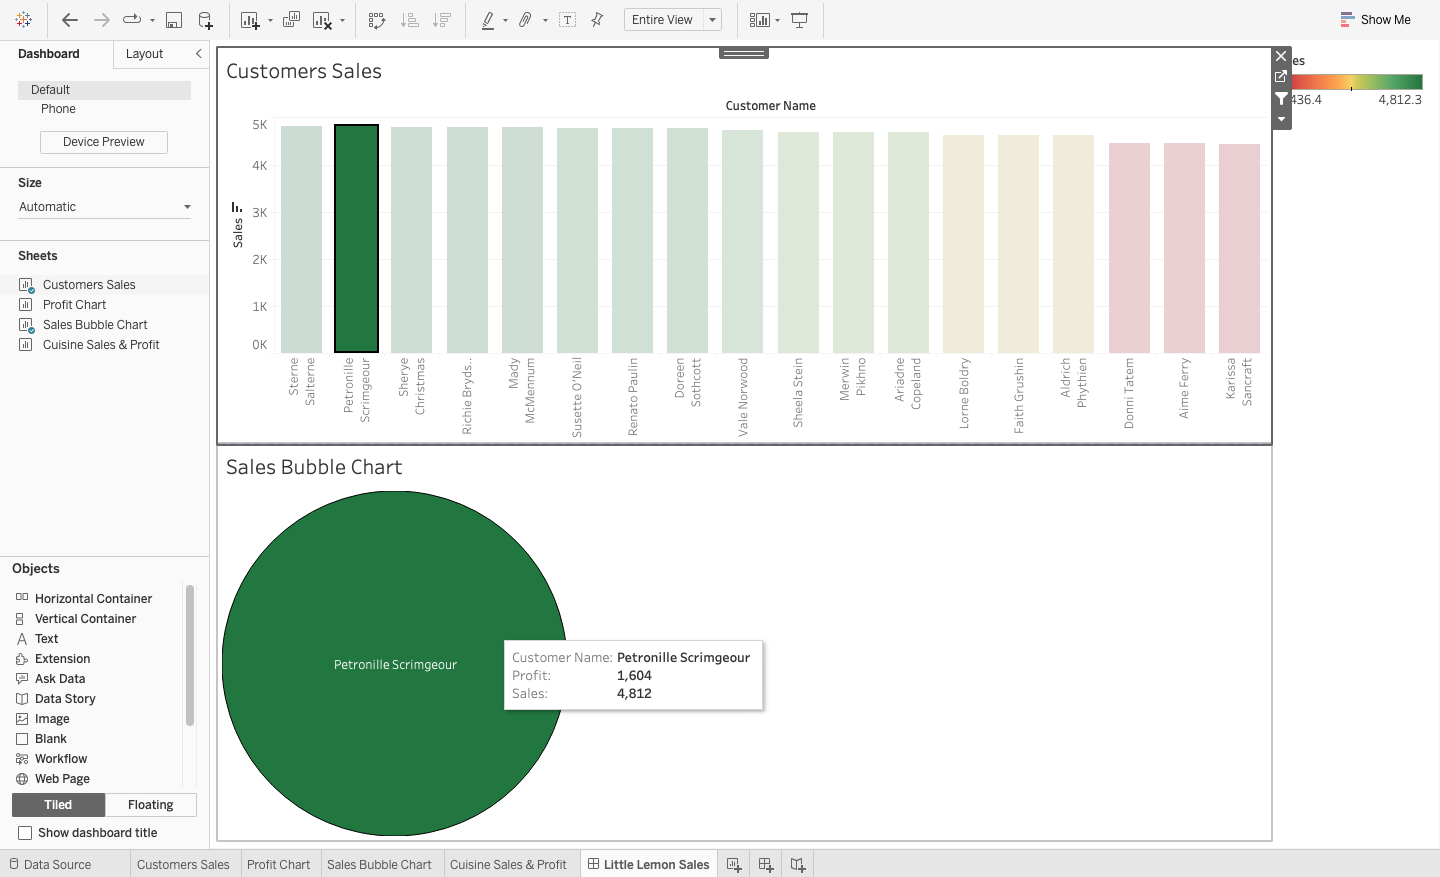 Entire View
Show Me
Dashboard
Layout
Default
Phone
Device Preview
Size
Automatic
Sheets
Customers Sales
Profit Chart
Sales Bubble Chart
Cuisine Sales & Profit
Objects
Horizontal Container
Vertical Container
Text
Extension
Ask Data
Data Story
Image
Blank
Workflow
Web Page
Tiled
Floating
Show dashboard title
Customers Sales
Customer Name
Sales
5K
4K
3K
2K
1K
0K
Sterne
Salterne
Petronille
Scrimgeour
Sherye
Christmas
Richie Bryds..
Mady
McMennum
Susette O'Neil
Renato Paulin
Doreen
Sothcott
Vale Norwood
Sheela Stein
Merwin
Pikhno
Ariadne
Copeland
Lorne Boldry
Faith Grushin
Aldrich
Phythien
Donni Tatem
Aime Ferry
Karissa
Sancraft
es
436.4 4,812.3
Sales Bubble Chart
Petronille Scrimgeour
Customer Name: Petronille Scrimgeour
Profit: 1,604
Sales: 4,812
Data Source
Customers Sales
Profit Chart
Sales Bubble Chart
Cuisine Sales & Profit
Little Lemon Sales